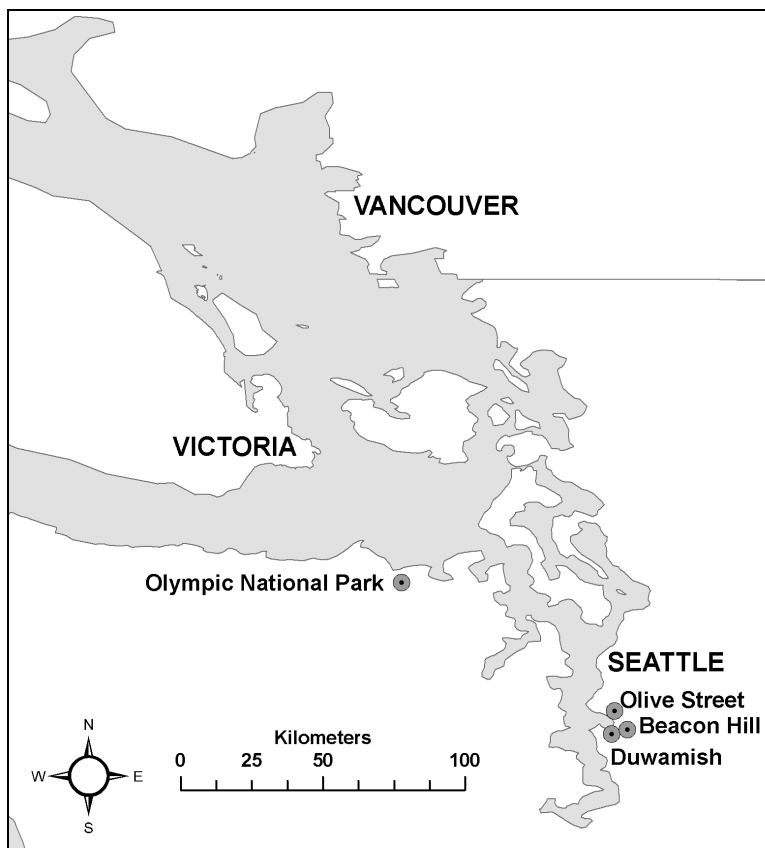 VANCOUVER
VICTORIA
Olympic National Park
SEATTLE
Olive Street
Beacon Hill
Duwamish
N
W E
S
Kilometers
0 25 50 100